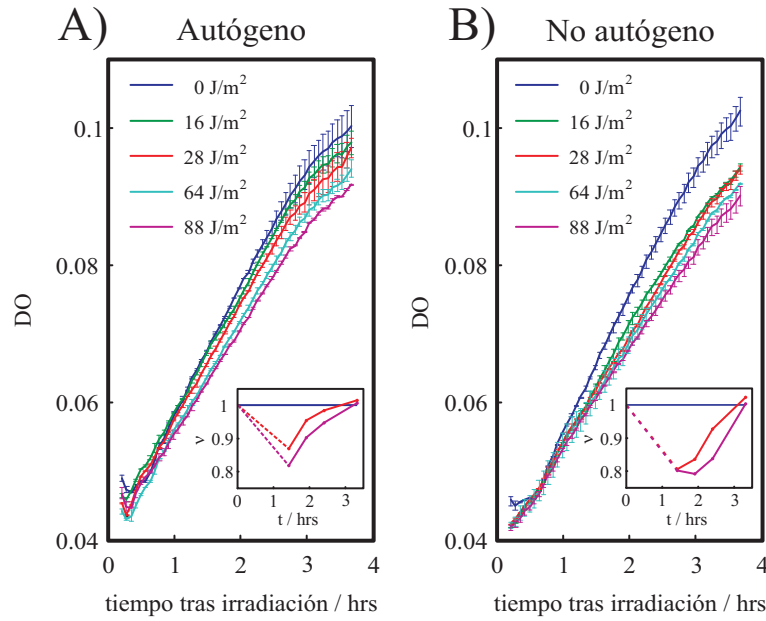 A) Autógeno
0 J/m²
16 J/m²
28 J/m²
64 J/m²
88 J/m²
0.1
0.08
0.06
0.04
DO
0 1 2 3 4
tiempo tras irradiación / hrs
1
0.9
0.8
ν
0 1 2 3
t / hrs
B) No autógeno
0 J/m²
16 J/m²
28 J/m²
64 J/m²
88 J/m²
0.1
0.08
0.06
0.04
DO
0 1 2 3 4
tiempo tras irradiación / hrs
1
0.9
0.8
ν
0 1 2 3
t / hrs